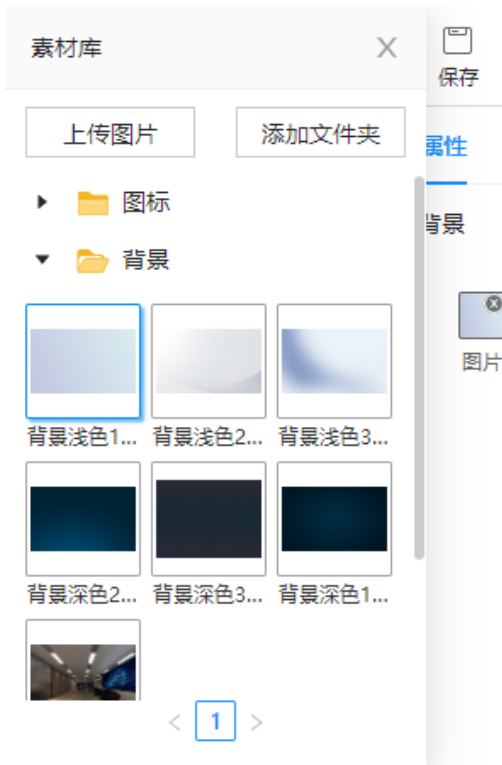 素材库
保存
上传图片
添加文件夹
属性
图标
背景
背景
图片
背景浅色1...
背景浅色2...
背景浅色3...
背景深色2...
背景深色3...
背景深色1...
< 1 >